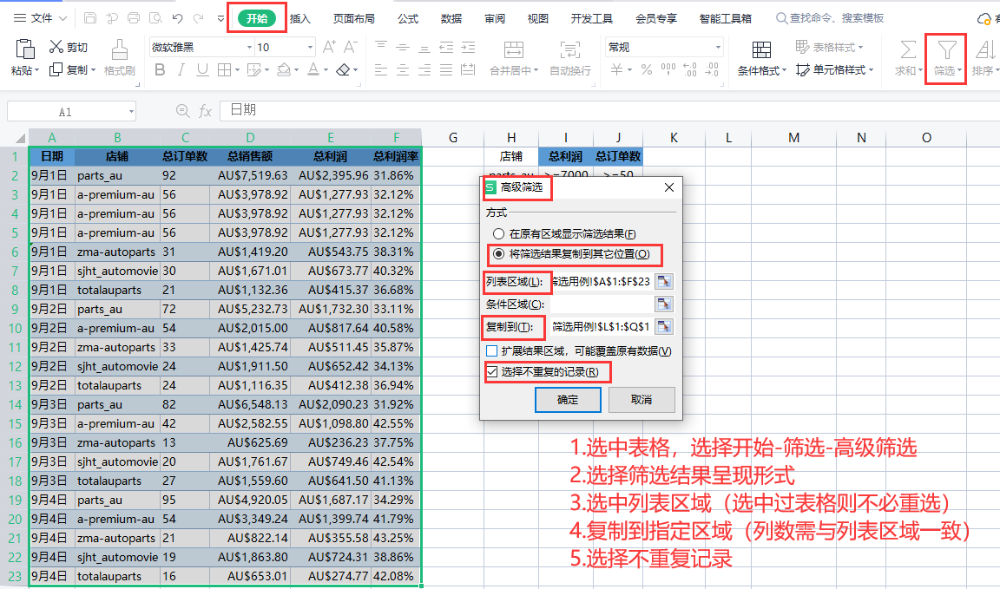 文件 开始 插入 页面布局 公式 数据 审阅 视图 开发工具 会员专享 智能工具箱 查找命令、搜索模板
剪切 微软雅黑 10 A⁺ A⁻ 常规 表格样式
粘贴 复制 格式刷 B I U A 合并居中 自动换行 ¥ % 条件格式 单元格样式 求和 筛选 排序
A1 fx 日期
A B C D E F G H I J K L M N O
1 日期 店铺 总订单数 总销售额 总利润 总利润率 店铺 总利润 总订单数
2 9月1日 parts_au 92 AU$7,519.63 AU$2,395.96 31.86% parts_au >=7000 >=50
3 9月1日 a-premium-au 56 AU$3,978.92 AU$1,277.93 32.12%
4 9月1日 a-premium-au 56 AU$3,978.92 AU$1,277.93 32.12%
5 9月1日 a-premium-au 56 AU$3,978.92 AU$1,277.93 32.12%
6 9月1日 zma-autoparts 31 AU$1,419.20 AU$543.75 38.31%
7 9月1日 sjht_automovie 30 AU$1,671.01 AU$673.77 40.32%
8 9月1日 totalauparts 21 AU$1,132.36 AU$415.37 36.68%
9 9月2日 parts_au 72 AU$5,232.73 AU$1,732.30 33.11%
10 9月2日 a-premium-au 54 AU$2,015.00 AU$817.64 40.58%
11 9月2日 zma-autoparts 33 AU$1,425.74 AU$511.45 35.87%
12 9月2日 sjht_automovie 24 AU$1,911.50 AU$652.42 34.13%
13 9月2日 totalauparts 24 AU$1,116.35 AU$412.38 36.94%
14 9月3日 parts_au 82 AU$6,548.13 AU$2,090.23 31.92%
15 9月3日 a-premium-au 42 AU$2,582.55 AU$1,098.80 42.55%
16 9月3日 zma-autoparts 13 AU$625.69 AU$236.23 37.75%
17 9月3日 sjht_automovie 20 AU$1,761.67 AU$749.46 42.54%
18 9月3日 totalauparts 27 AU$1,559.60 AU$641.50 41.13%
19 9月4日 parts_au 95 AU$4,920.05 AU$1,687.17 34.29%
20 9月4日 a-premium-au 54 AU$3,349.24 AU$1,399.74 41.79%
21 9月4日 zma-autoparts 21 AU$822.14 AU$355.58 43.25%
22 9月4日 sjht_automovie 19 AU$1,863.80 AU$724.31 38.86%
23 9月4日 totalauparts 16 AU$653.01 AU$274.77 42.08%
高级筛选
方式
在原有区域显示筛选结果(F)
将筛选结果复制到其它位置(O)
列表区域(L): 筛选用例!$A$1:$F$23
条件区域(C):
复制到(T): 筛选用例!$L$1:$Q$1
扩展结果区域，可能覆盖原有数据(V)
选择不重复的记录(R)
确定 取消
1.选中表格，选择开始-筛选-高级筛选
2.选择筛选结果呈现形式
3.选中列表区域（选中过表格则不必重选）
4.复制到指定区域（列数需与列表区域一致）
5.选择不重复记录